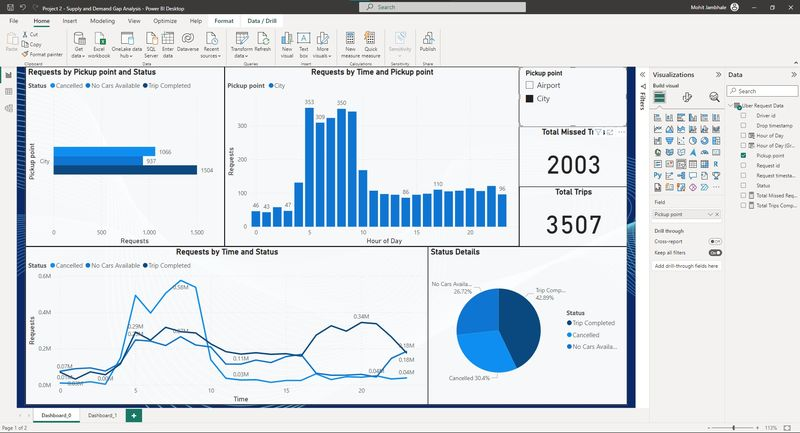 Project 2 - Supply and Demand Gap Analysis - Power BI Desktop
Search
Mohit Jambhale
File Home Insert Modeling View Optimize Help Format Data / Drill
Paste
Cut
Copy
Format painter
Clipboard
Get data
Excel workbook
OneLake data hub
SQL Server
Enter data
Dataverse
Recent sources
Data
Transform data
Refresh
Queries
New visual
Text box
More visuals
Insert
New measure
Quick measure
Calculations
Sensitivity
Sensitivity
Publish
Share
Requests by Pickup point and Status
Status Cancelled No Cars Available Trip Completed
Pickup point
City
1066
937
1504
0 500 1,000 1,500
Requests
Requests by Time and Pickup point
Pickup point City
Requests
300
200
100
0
46 43 47 353 309 350 86 110 96
0 5 10 15 20
Hour of Day
Pickup point
Airport
City
Total Missed Tr
2003
Total Trips
3507
Requests by Time and Status
Status Cancelled No Cars Available Trip Completed
Requests
0.6M
0.4M
0.2M
0.0M
0.58M
0.34M
0.11M
0.03M
0.18M
0.04M
0 5 10 15 20
Time
Status Details
No Cars Availa...
26.72%
Trip Comp...
42.89%
Cancelled 30.4%
Status
Trip Completed
Cancelled
No Cars Availa...
Filters
Visualizations
Build visual
Field
Pickup point
Drill through
Cross-report
Off
Keep all filters
On
Add drill-through fields here
Data
Search
Uber Request Data
Driver id
Drop timestamp
Hour of Day
Hour of Day (Gr...
Pickup point
Request id
Request timesta...
Status
Total Missed Requ...
Total Trips Comp...
Dashboard_0 Dashboard_1
Page 1 of 2
113%